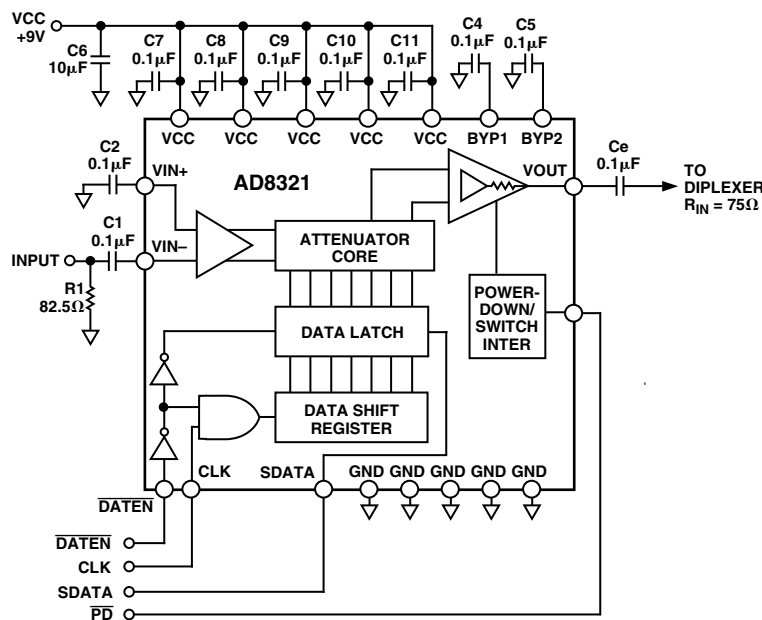 VCC
+9V
C6
10μF
C7
0.1μF
C8
0.1μF
C9
0.1μF
C10
0.1μF
C11
0.1μF
C4
0.1μF
C5
0.1μF
VCC
VCC
VCC
VCC
VCC
BYP1
BYP2
C2
0.1μF
VIN+
AD8321
VOUT
Ce
0.1μF
TO
DIPLEXER
RIN = 75Ω
C1
0.1μF
VIN–
INPUT
R1
82.5Ω
ATTENUATOR
CORE
POWER-
DOWN/
SWITCH
INTER
DATA LATCH
DATA SHIFT
REGISTER
DATEN
CLK
SDATA
GND
GND
GND
GND
GND
DATEN
CLK
SDATA
PD